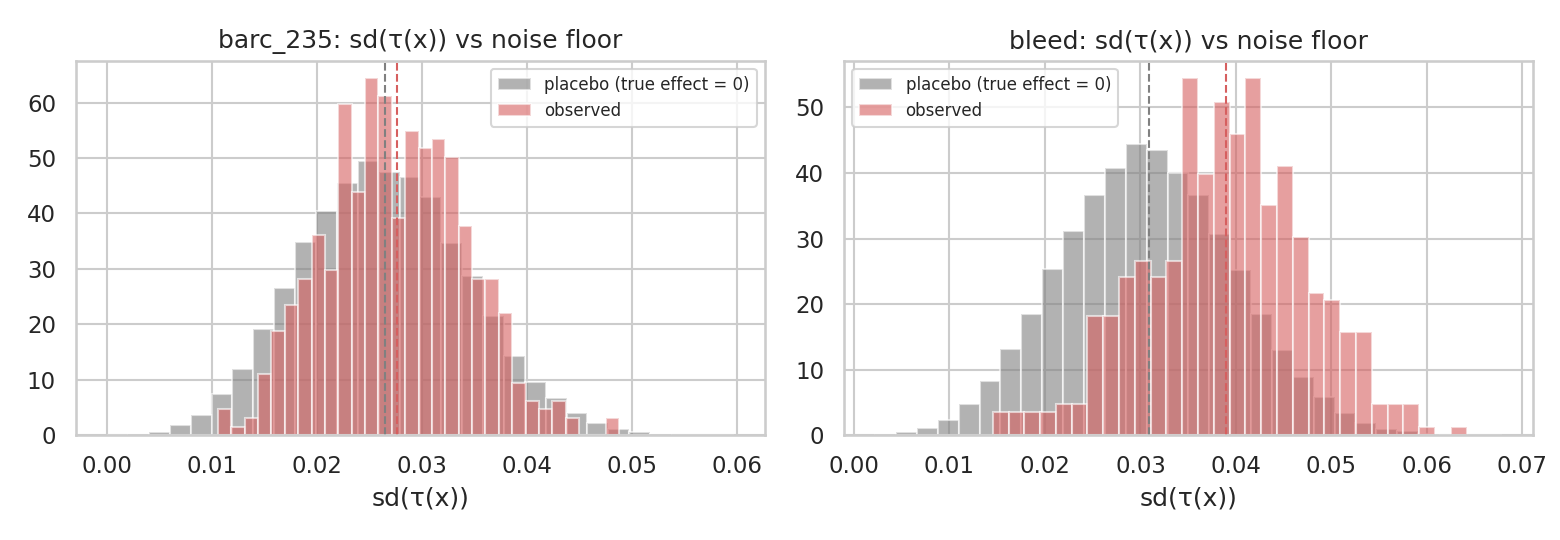 barc_235: sd(τ(x)) vs noise floor
placebo (true effect = 0)
observed
60
50
40
30
20
10
0
0.00 0.01 0.02 0.03 0.04 0.05 0.06
sd(τ(x))
bleed: sd(τ(x)) vs noise floor
placebo (true effect = 0)
observed
50
40
30
20
10
0
0.00 0.01 0.02 0.03 0.04 0.05 0.06 0.07
sd(τ(x))